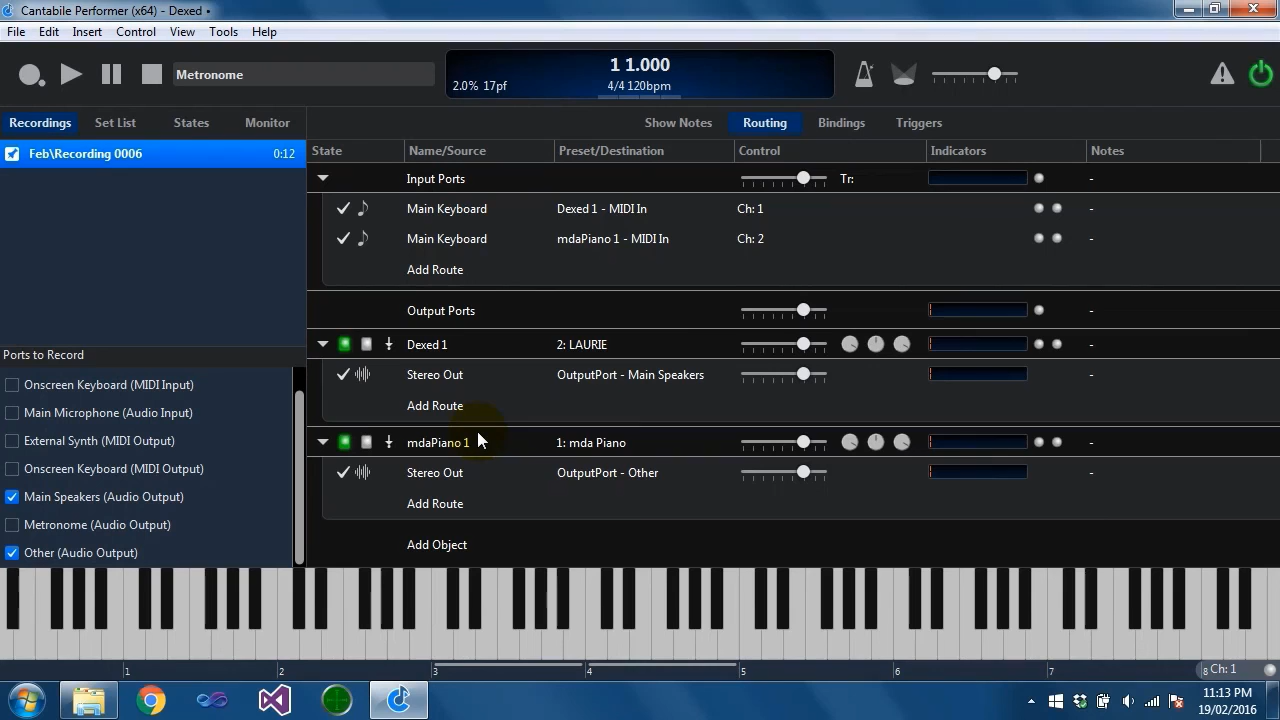 Cantabile Performer (x64) - Dexed •
File Edit Insert Control View Tools Help
Metronome
1 1.000
2.0% 17pf 4/4 120bpm
Recordings Set List States Monitor
Show Notes Routing Bindings Triggers
Feb\Recording 0006 0:12
State Name/Source Preset/Destination Control Indicators Notes
Input Ports Tr: -
Main Keyboard Dexed 1 - MIDI In Ch: 1 -
Main Keyboard mdaPiano 1 - MIDI In Ch: 2 -
Add Route
Output Ports -
Dexed 1 2: LAURIE -
Stereo Out OutputPort - Main Speakers -
Add Route
mdaPiano 1 1: mda Piano -
Stereo Out OutputPort - Other -
Add Route
Add Object
Ports to Record
Onscreen Keyboard (MIDI Input)
Main Microphone (Audio Input)
External Synth (MIDI Output)
Onscreen Keyboard (MIDI Output)
Main Speakers (Audio Output)
Metronome (Audio Output)
Other (Audio Output)
1 2 3 4 5 6 7 8 Ch: 1
11:13 PM
19/02/2016